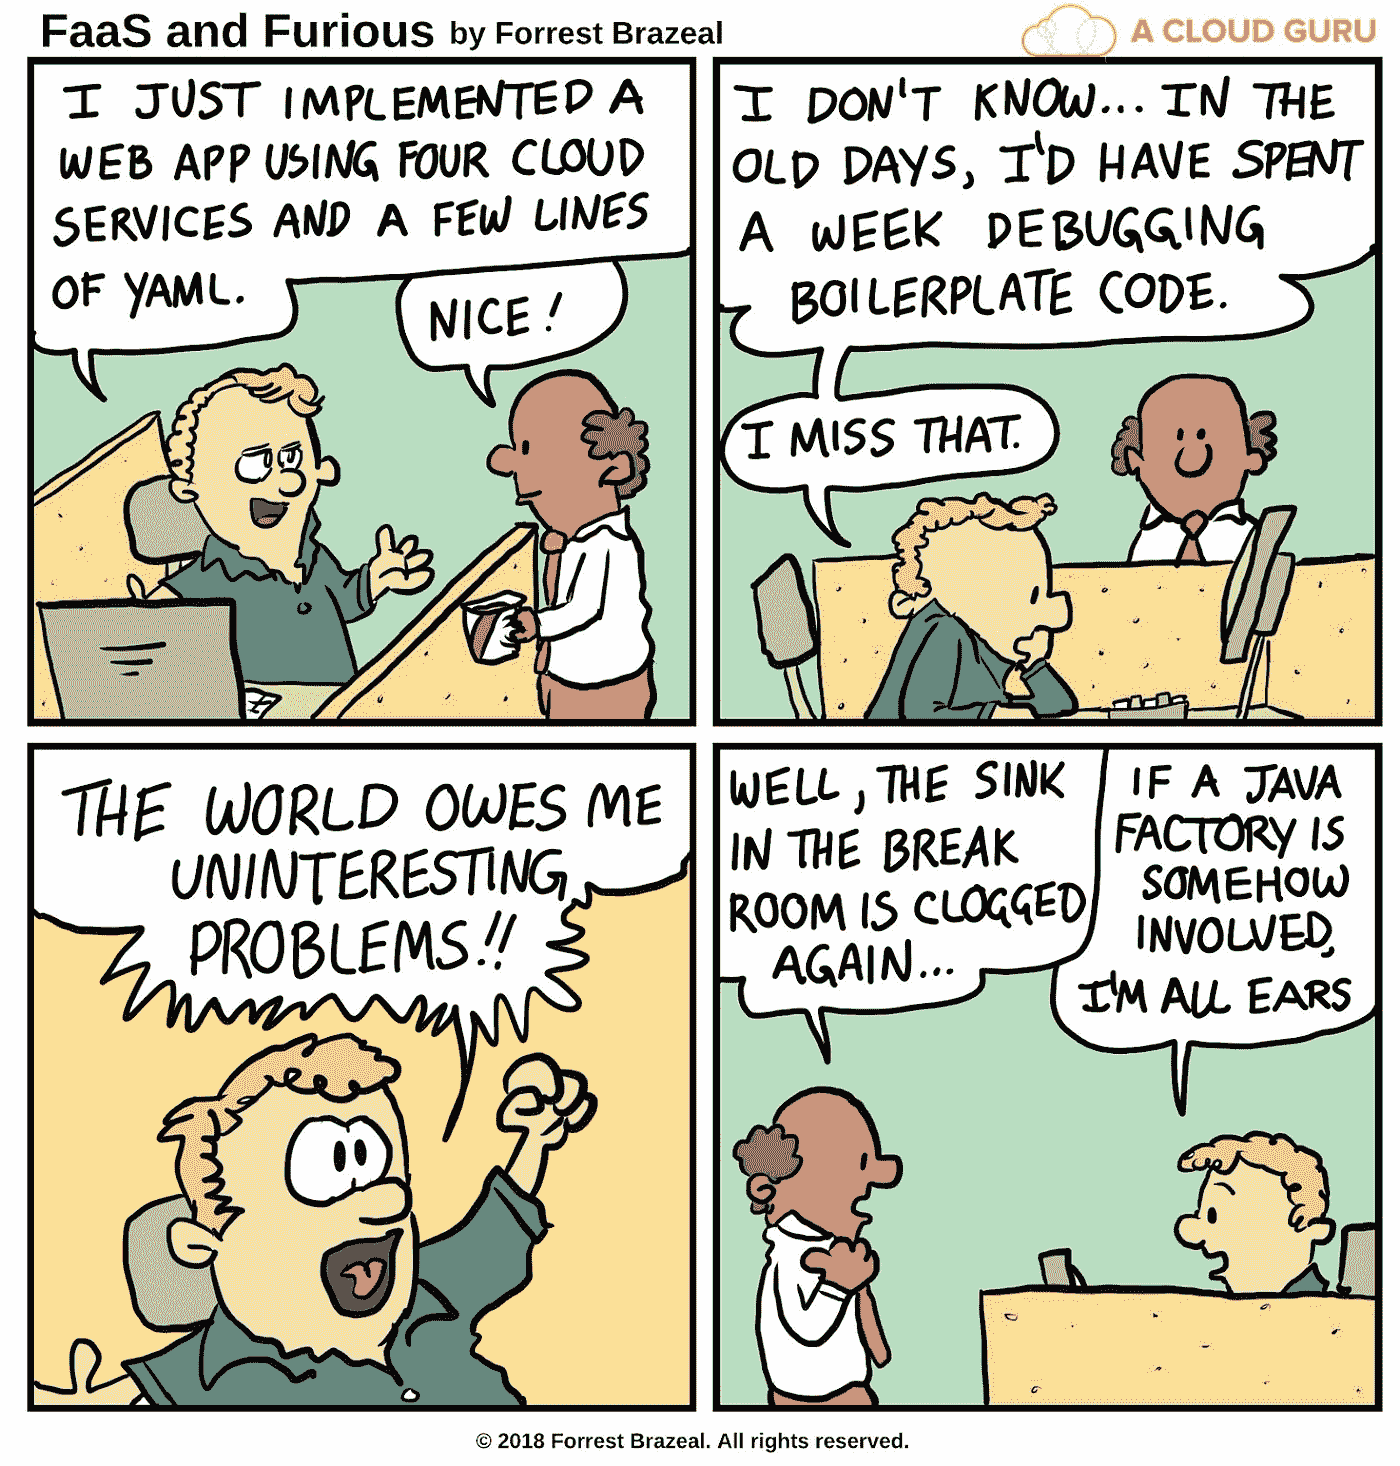 FaaS and Furious by Forrest Brazeal
A CLOUD GURU
I JUST IMPLEMENTED A
WEB APP USING FOUR CLOUD
SERVICES AND A FEW LINES
OF YAML.
NICE!
I DON'T KNOW... IN THE
OLD DAYS, I'D HAVE SPENT
A WEEK DEBUGGING
BOILERPLATE CODE.
I MISS THAT.
THE WORLD OWES ME
UNINTERESTING
PROBLEMS!!
WELL, THE SINK
IN THE BREAK
ROOM IS CLOGGED
AGAIN...
IF A JAVA
FACTORY IS
SOMEHOW
INVOLVED,
I'M ALL EARS
© 2018 Forrest Brazeal. All rights reserved.